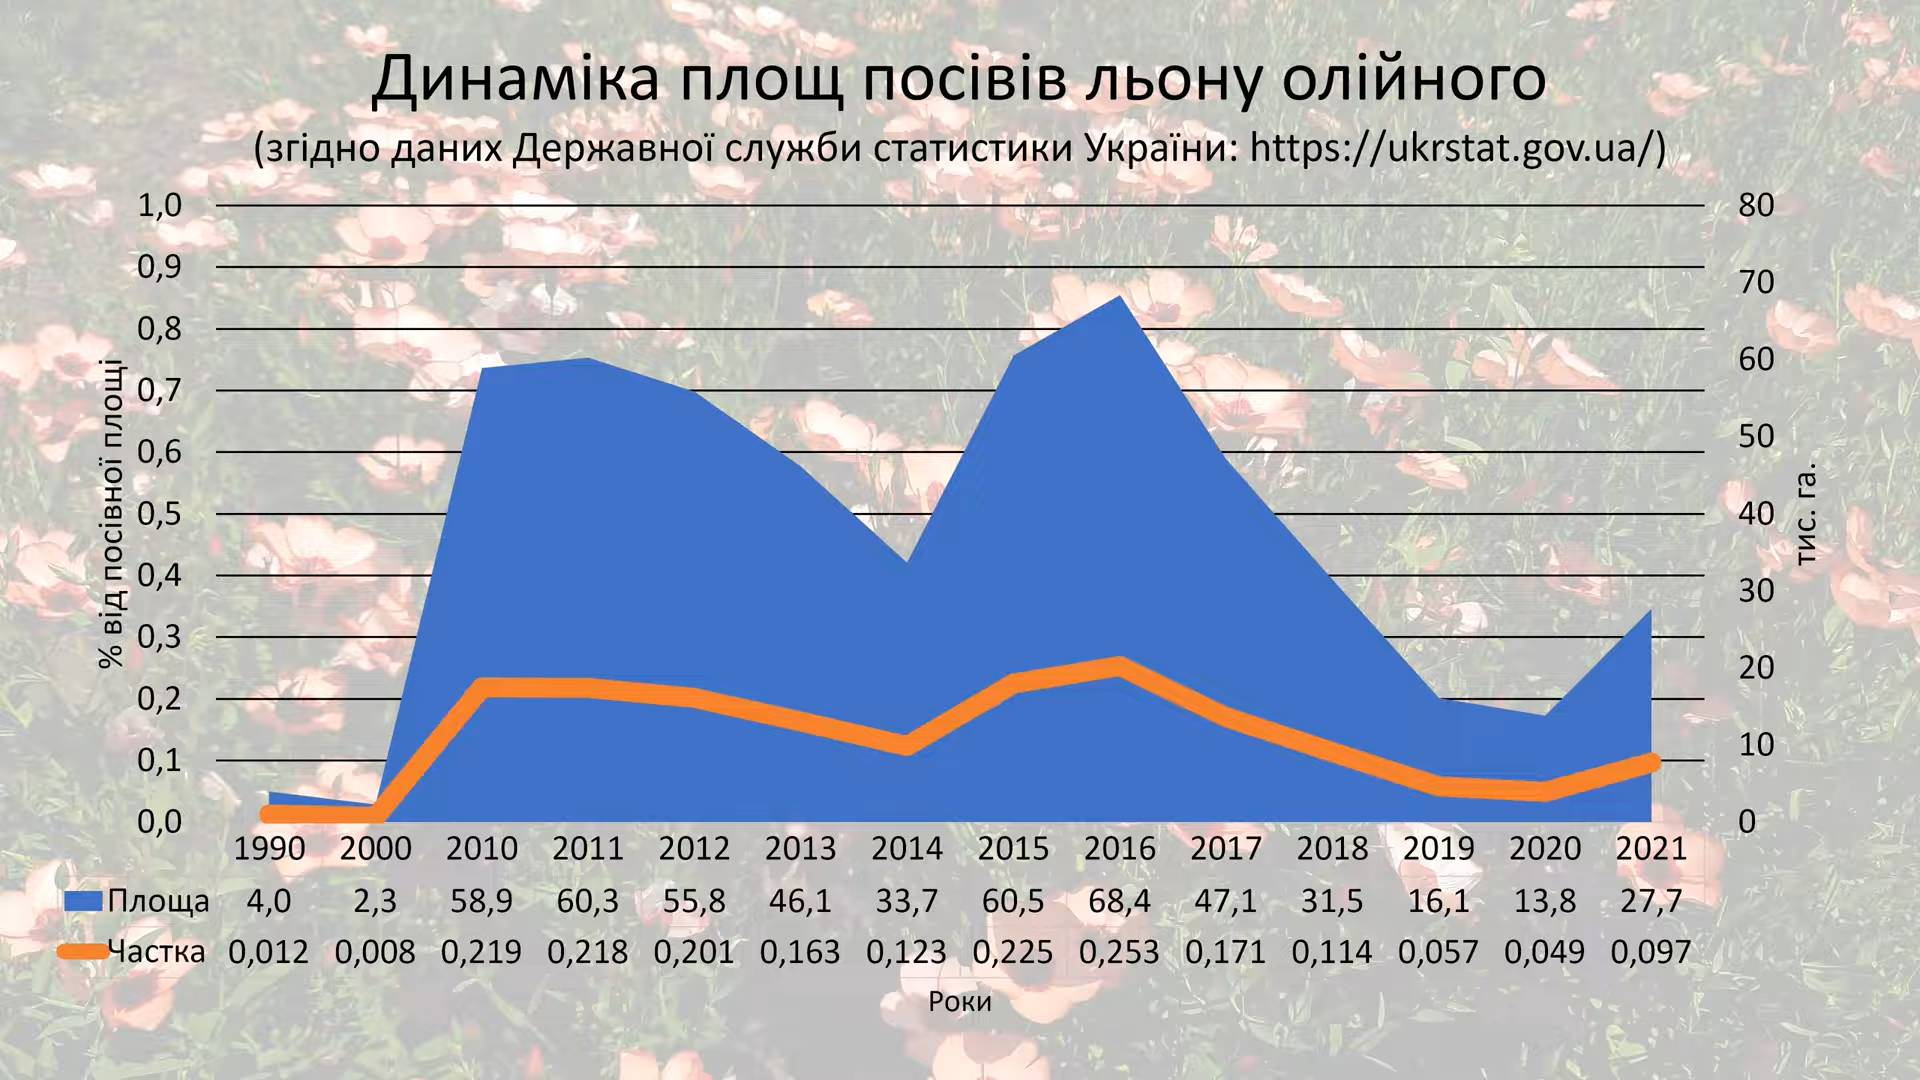 Динаміка площ посівів льону олійного
(згідно даних Державної служби статистики України: https://ukrstat.gov.ua/)
% від посівної площі
1,0
0,9
0,8
0,7
0,6
0,5
0,4
0,3
0,2
0,1
0,0
80
70
60
50
40
30
20
10
0
тис. га.
1990 2000 2010 2011 2012 2013 2014 2015 2016 2017 2018 2019 2020 2021
Площа 4,0 2,3 58,9 60,3 55,8 46,1 33,7 60,5 68,4 47,1 31,5 16,1 13,8 27,7
Частка 0,012 0,008 0,219 0,218 0,201 0,163 0,123 0,225 0,253 0,171 0,114 0,057 0,049 0,097
Роки